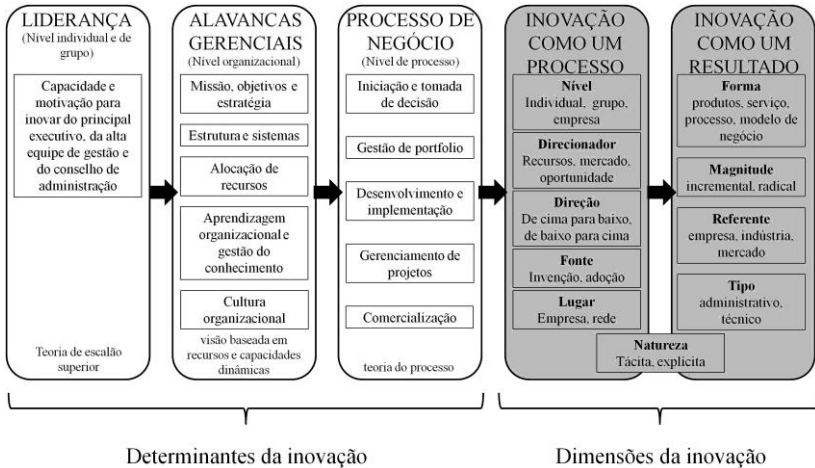 LIDERANÇA
(Nível individual e de
grupo)
Capacidade e
motivação para
inovar do principal
executivo, da alta
equipe de gestão e
do conselho de
administração
Teoria de escalão
superior
ALAVANCAS
GERENCIAIS
(Nível organizacional)
Missão, objetivos e
estratégia
Estrutura e sistemas
Alocação de
recursos
Aprendizagem
organizacional e
gestão do
conhecimento
Cultura
organizacional
visão baseada em
recursos e capacidades
dinâmicas
PROCESSO DE
NEGÓCIO
(Nível de processo)
Iniciação e tomada
de decisão
Gestão de portfolio
Desenvolvimento e
implementação
Gerenciamento de
projetos
Comercialização
teoria do processo
INOVAÇÃO
COMO UM
PROCESSO
Nível
Individual, grupo,
empresa
Direcionador
Recursos, mercado,
oportunidade
Direção
De cima para baixo,
de baixo para cima
Fonte
Invenção, adoção
Lugar
Empresa, rede
INOVAÇÃO
COMO UM
RESULTADO
Forma
produtos, serviço,
processo, modelo de
negócio
Magnitude
incremental, radical
Referente
empresa, indústria,
mercado
Tipo
administrativo,
técnico
Natureza
Tácita, explicita
Determinantes da inovação
Dimensões da inovação